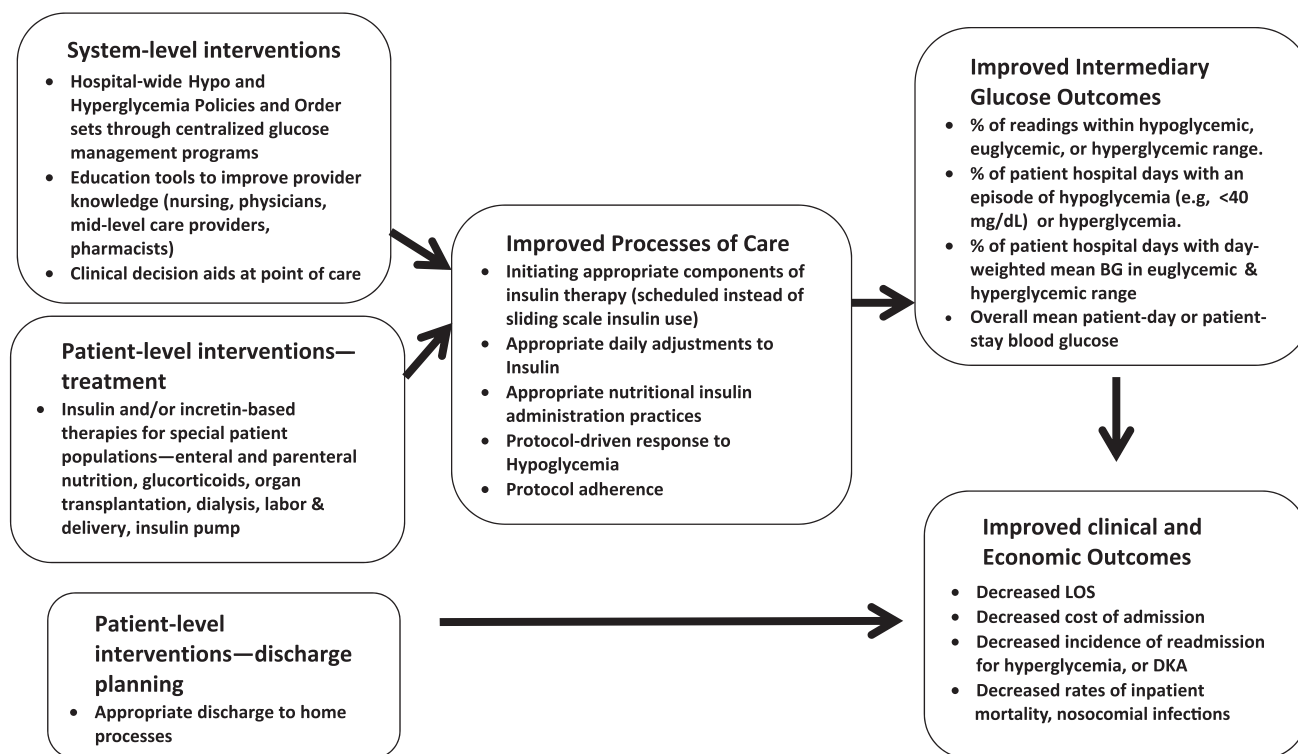 System-level interventions
• Hospital-wide Hypo and
Hyperglycemia Policies and Order
sets through centralized glucose
management programs
• Education tools to improve provider
knowledge (nursing, physicians,
mid-level care providers,
pharmacists)
• Clinical decision aids at point of care
Patient-level interventions—
treatment
• Insulin and/or incretin-based
therapies for special patient
populations—enteral and parenteral
nutrition, glucorticoids, organ
transplantation, dialysis, labor &
delivery, insulin pump
Patient-level
interventions—discharge
planning
• Appropriate discharge to home
processes
Improved Processes of Care
• Initiating appropriate components of
insulin therapy (scheduled instead of
sliding scale insulin use)
• Appropriate daily adjustments to
Insulin
• Appropriate nutritional insulin
administration practices
• Protocol-driven response to
Hypoglycemia
• Protocol adherence
Improved Intermediary
Glucose Outcomes
• % of readings within hypoglycemic,
euglycemic, or hyperglycemic range.
• % of patient hospital days with an
episode of hypoglycemia (e.g, <40
mg/dL) or hyperglycemia.
• % of patient hospital days with day-
weighted mean BG in euglycemic &
hyperglycemic range
• Overall mean patient-day or patient-
stay blood glucose
Improved clinical and
Economic Outcomes
• Decreased LOS
• Decreased cost of admission
• Decreased incidence of readmission
for hyperglycemia, or DKA
• Decreased rates of inpatient
mortality, nosocomial infections